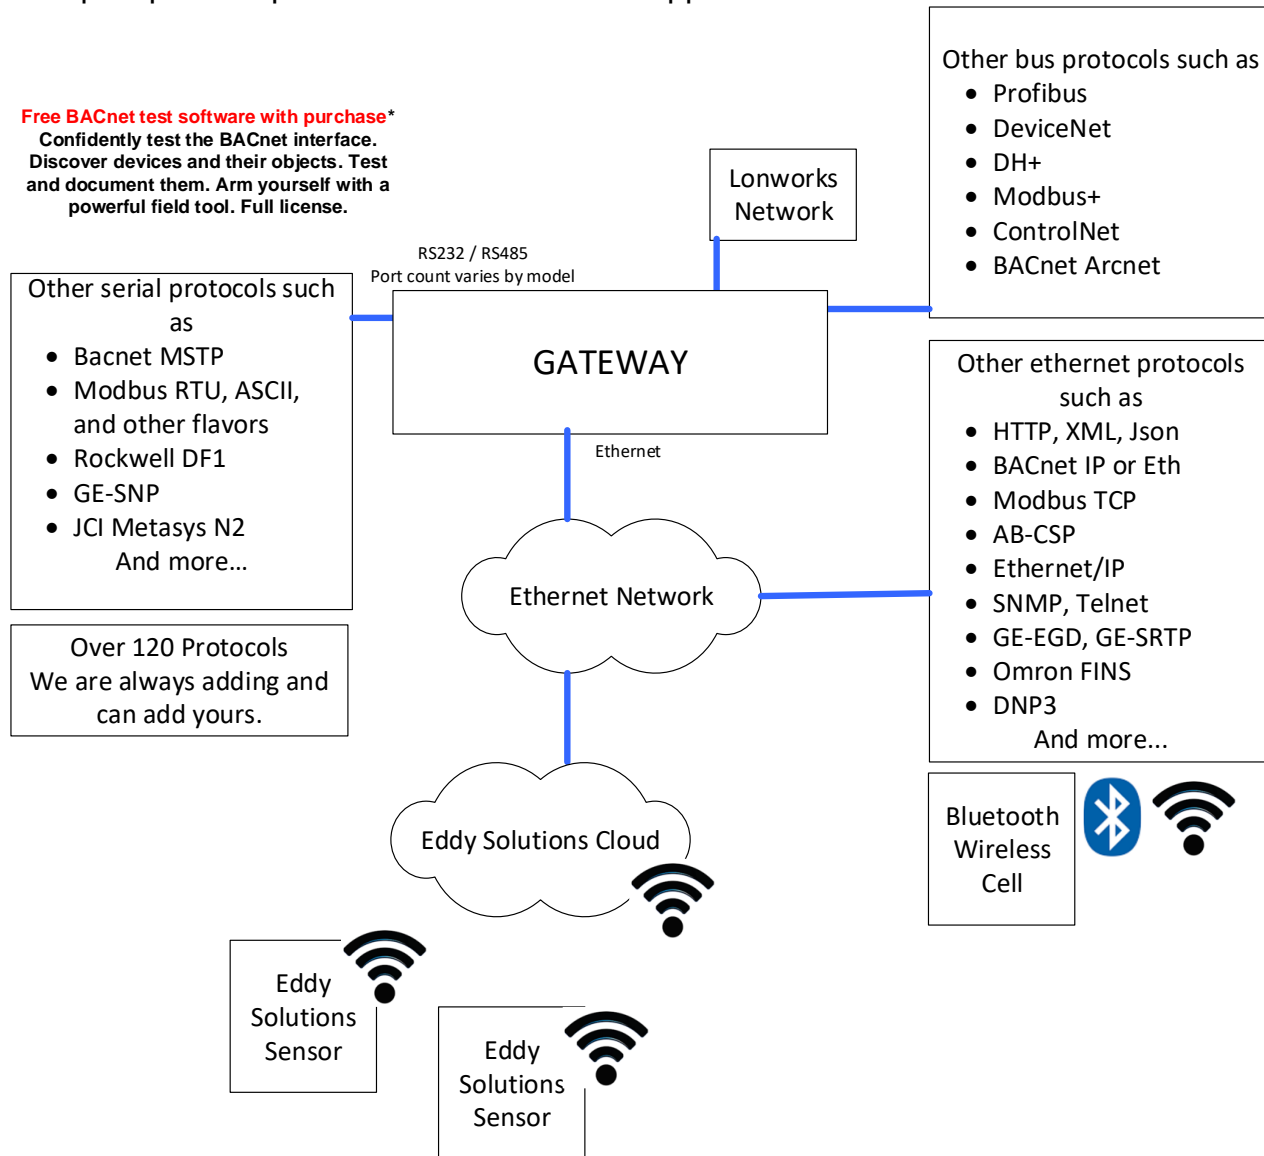 Free BACnet test software with purchase*
Confidently test the BACnet interface.
Discover devices and their objects. Test
and document them. Arm yourself with a
powerful field tool. Full license.
Other bus protocols such as
• Profibus
• DeviceNet
• DH+
• Modbus+
• ControlNet
• BACnet Arcnet
Lonworks
Network
RS232 / RS485
Port count varies by model
Other serial protocols such
as
• Bacnet MSTP
• Modbus RTU, ASCII,
and other flavors
• Rockwell DF1
• GE-SNP
• JCI Metasys N2
And more...
GATEWAY
Ethernet
Other ethernet protocols
such as
• HTTP, XML, Json
• BACnet IP or Eth
• Modbus TCP
• AB-CSP
• Ethernet/IP
• SNMP, Telnet
• GE-EGD, GE-SRTP
• Omron FINS
• DNP3
And more...
Ethernet Network
Over 120 Protocols
We are always adding and
can add yours.
Eddy Solutions Cloud
Bluetooth
Wireless
Cell
Eddy
Solutions
Sensor
Eddy
Solutions
Sensor